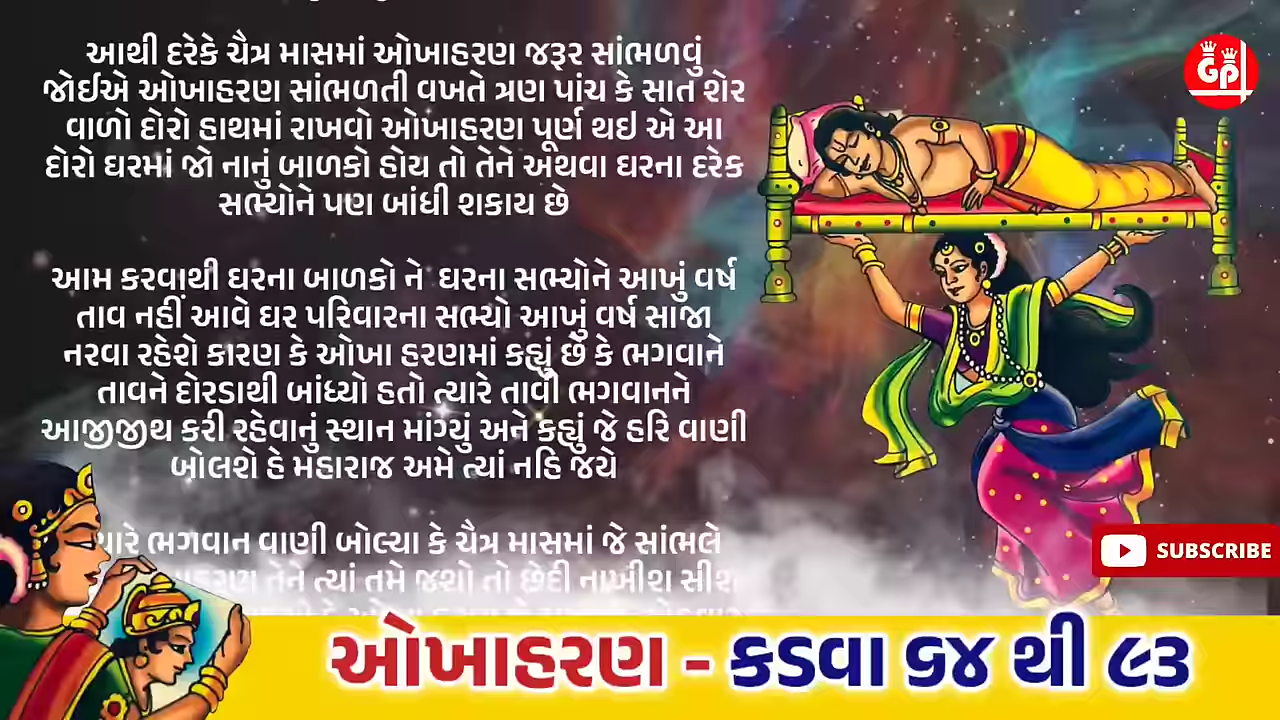 આથી દરેકે ચૈત્ર માસમાં ઓખાહરણ જરૂર સાંભળવું
જોઈએ ઓખાહરણ સાંભળતી વખતે ત્રણ પાંચ કે સાત શેર
વાળો દોરો હાથમાં રાખવો ઓખાહરણ પૂર્ણ થઇ એ આ
દોરો ઘરમાં જો નાનું બાળકો હોય તો તેને અથવા ઘરના દરેક
સભ્યોને પણ બાંધી શકાય છે
આમ કરવાથી ઘરના બાળકો ને ઘરના સભ્યોને આખું વર્ષ
તાવ નહીં આવે ઘર પરિવારના સભ્યો આખું વર્ષ સાજા
નરવા રહેશે કારણ કે ઓખા હરણમાં કહ્યું છે કે ભગવાને
તાવને દોરડાથી બાંધ્યો હતો ત્યારે તાવી ભગવાનને
આજીજીથ કરી રહેવાનું સ્થાન માંગ્યું અને કહ્યું જે હરિ વાણી
બોલશે હે મહારાજ અમે ત્યાં નહિ જયે
ભગવાન વાણી બોલ્યા કે ચૈત્ર માસમાં જે સાંભલે
તેને ત્યાં તમે જશો તો છેદી નાખીશ સીશ
GP
SUBSCRIBE
ઓખાહરણ - કડવા ૬૪ થી ૯૩